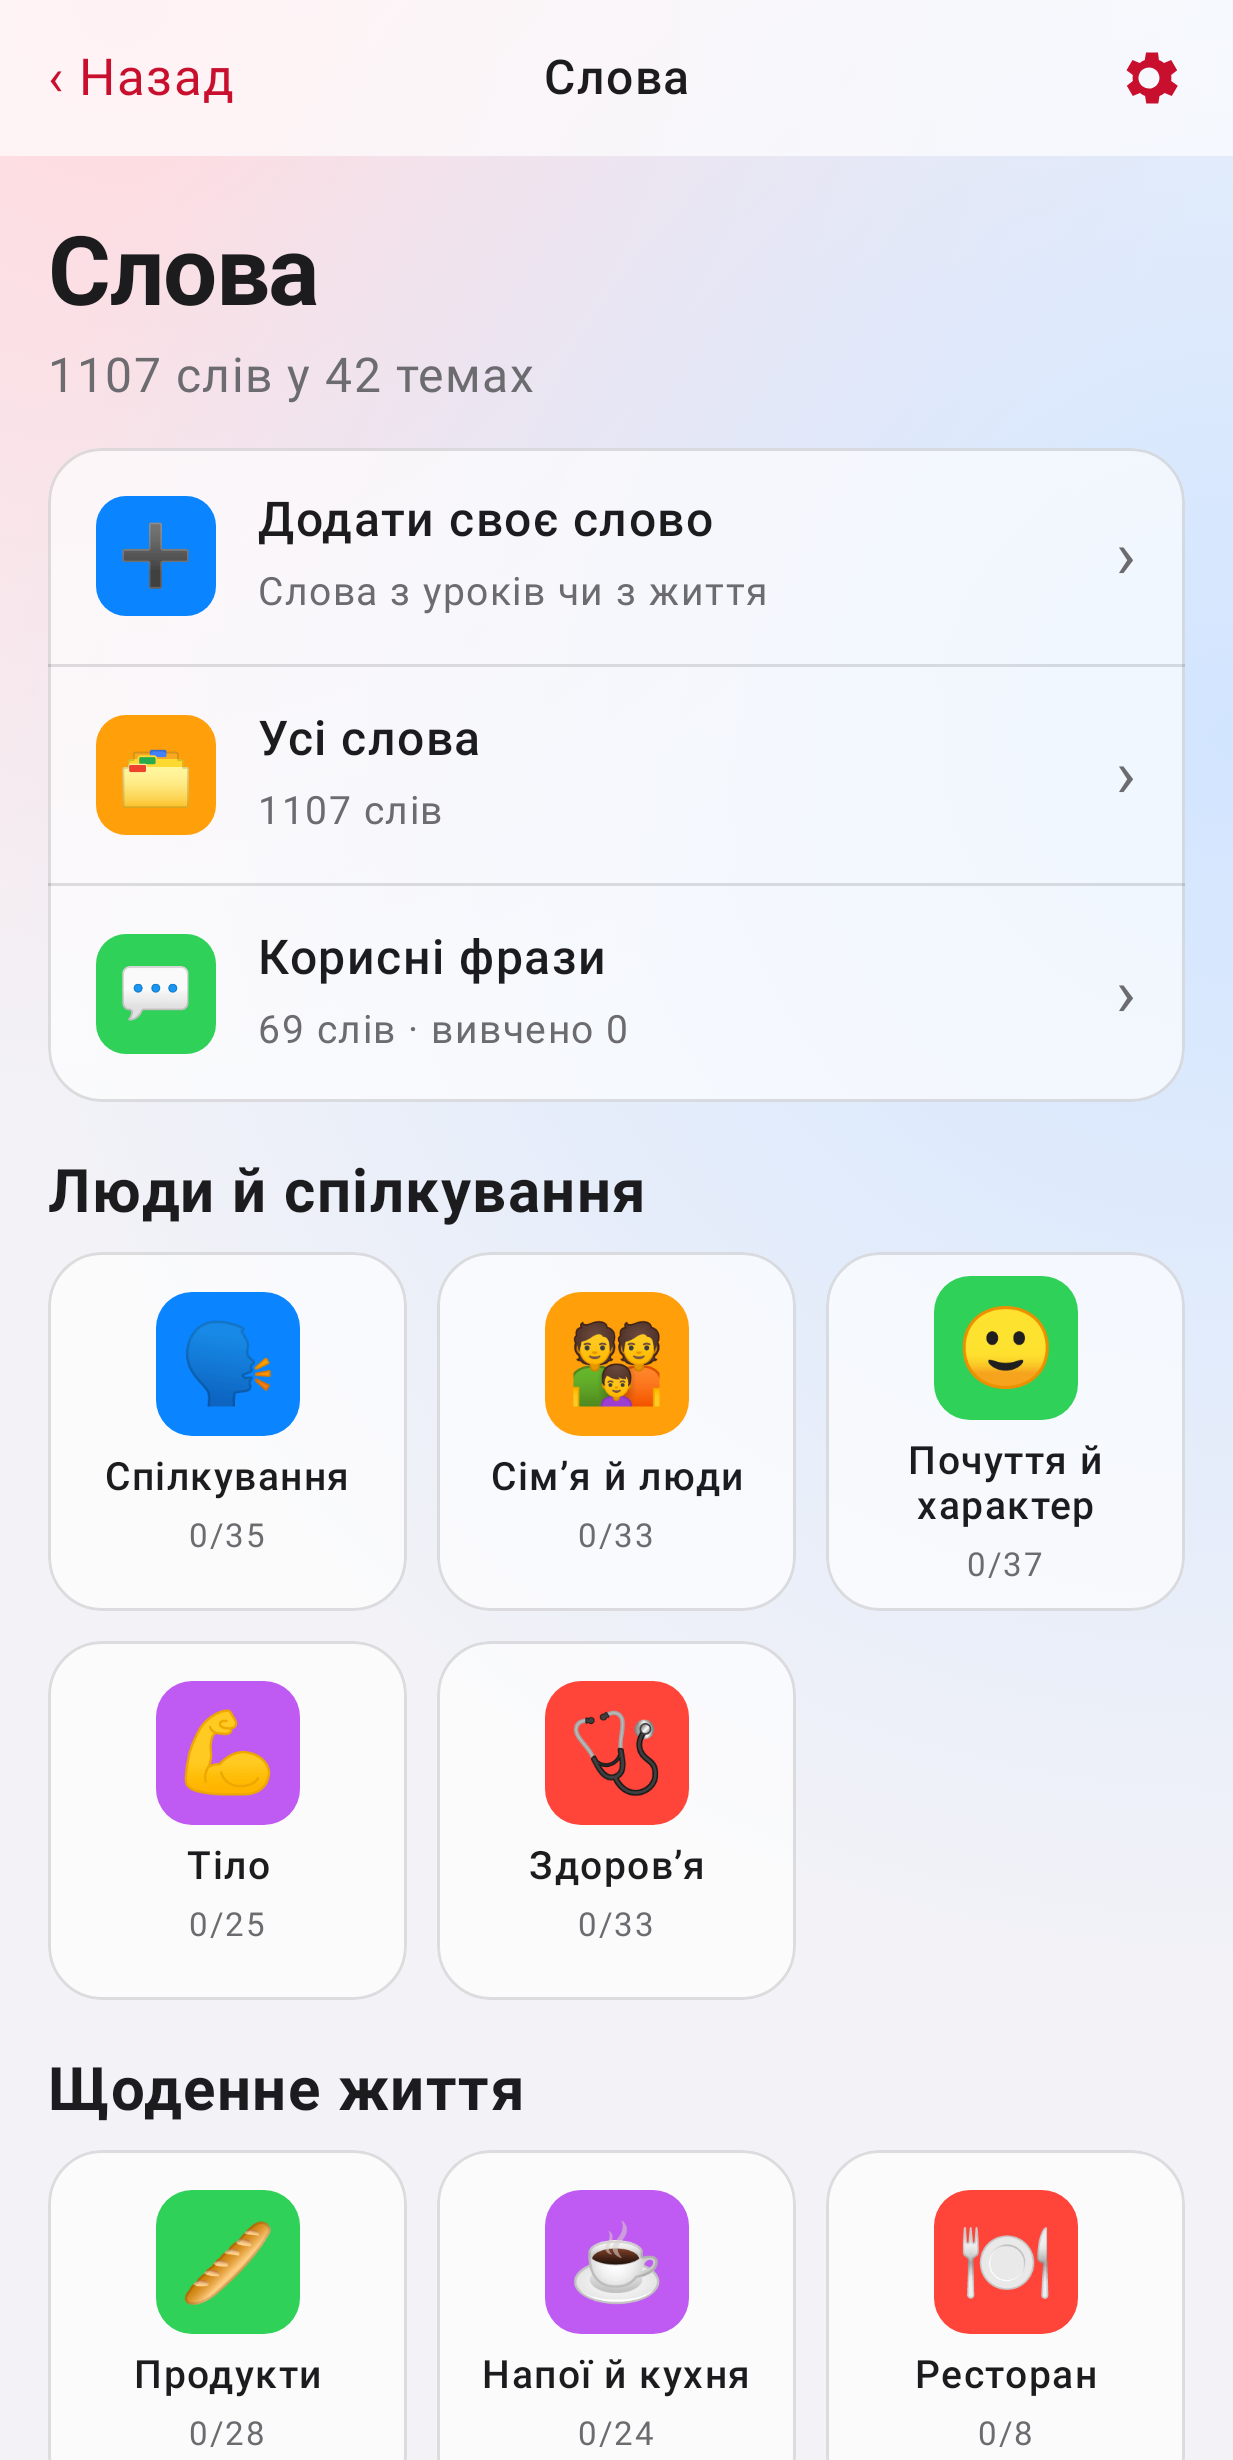 ‹ Назад
Слова
Слова
1107 слів у 42 темах
Додати своє слово
Слова з уроків чи з життя
Усі слова
1107 слів
Корисні фрази
69 слів · вивчено 0
Люди й спілкування
Спілкування
0/35
Сім’я й люди
0/33
Почуття й
характер
0/37
Тіло
0/25
Здоров’я
0/33
Щоденне життя
Продукти
0/28
Напої й кухня
0/24
Ресторан
0/8